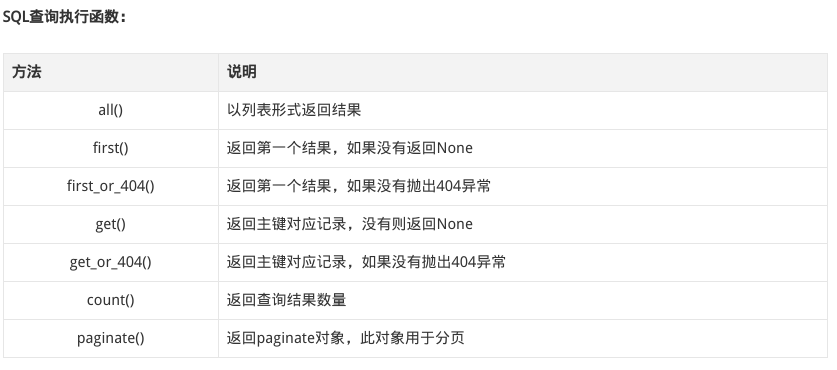 SQL查询执行函数：
方法 说明
all() 以列表形式返回结果
first() 返回第一个结果，如果没有返回None
first_or_404() 返回第一个结果，如果没有抛出404异常
get() 返回主键对应记录，没有则返回None
get_or_404() 返回主键对应记录，如果没有抛出404异常
count() 返回查询结果数量
paginate() 返回paginate对象，此对象用于分页